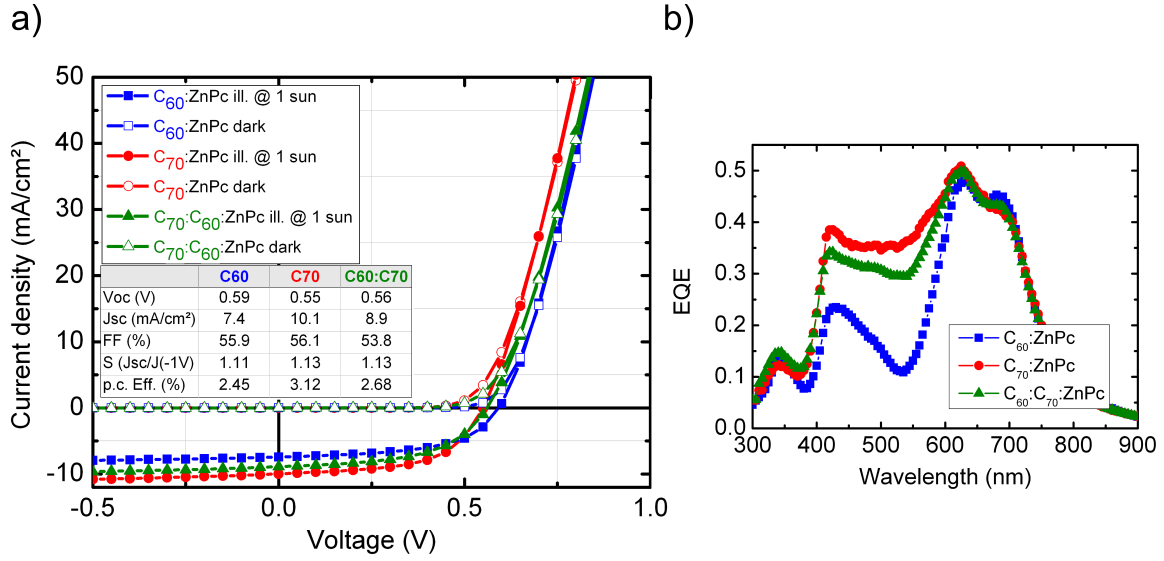 a)
Current density (mA/cm²)
50
40
30
20
10
0
-10
C60:ZnPc ill. @ 1 sun
C60:ZnPc dark
C70:ZnPc ill. @ 1 sun
C70:ZnPc dark
C70:C60:ZnPc ill. @ 1 sun
C70:C60:ZnPc dark
C60 C70 C60:C70
Voc (V) 0.59 0.55 0.56
Jsc (mA/cm²) 7.4 10.1 8.9
FF (%) 55.9 56.1 53.8
S (Jsc/J(-1V) 1.11 1.13 1.13
p.c. Eff. (%) 2.45 3.12 2.68
-0.5 0.0 0.5 1.0
Voltage (V)
b)
EQE
0.5
0.4
0.3
0.2
0.1
0.0
C60:ZnPc
C70:ZnPc
C60:C70:ZnPc
300 400 500 600 700 800 900
Wavelength (nm)